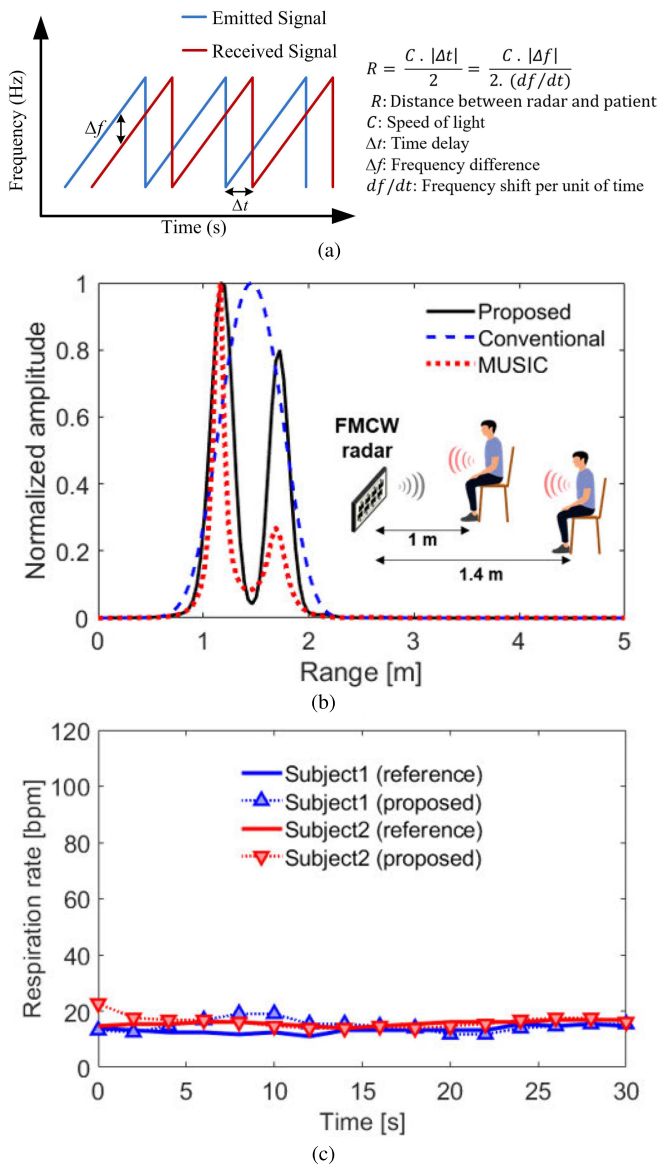 Emitted Signal
Received Signal
Frequency (Hz)
Δf
Δt
Time (s)
R = C . |Δt| / 2 = C . |Δf| / 2. (df/dt)
R: Distance between radar and patient
C: Speed of light
Δt: Time delay
Δf: Frequency difference
df/dt: Frequency shift per unit of time
(a)
Normalized amplitude
1
0.8
0.6
0.4
0.2
0
Proposed
Conventional
MUSIC
FMCW
radar
1 m
1.4 m
0 1 2 3 4 5
Range [m]
(b)
Respiration rate [bpm]
120
100
80
60
40
20
0
Subject1 (reference)
Subject1 (proposed)
Subject2 (reference)
Subject2 (proposed)
0 5 10 15 20 25 30
Time [s]
(c)